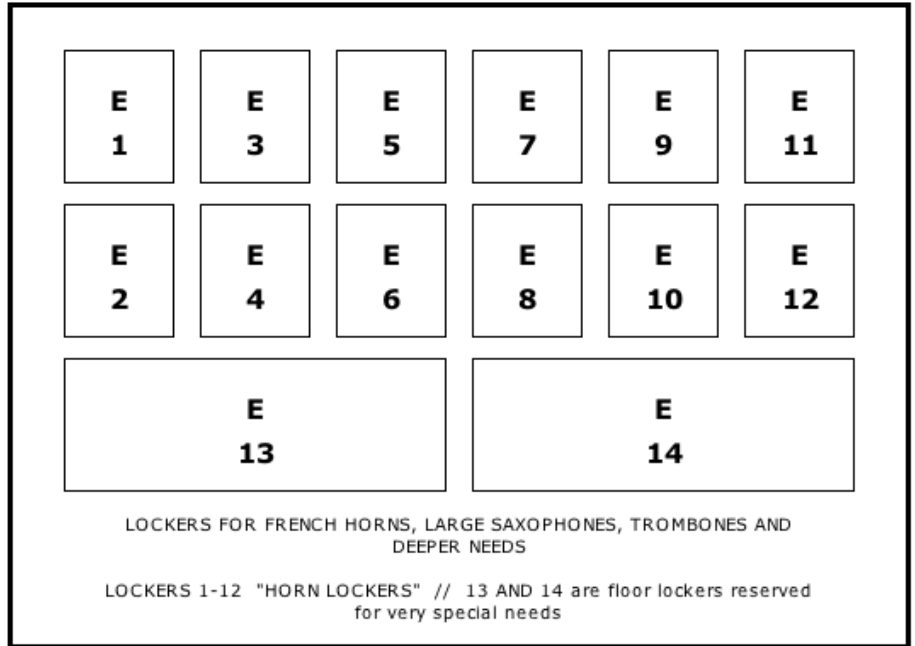 E E E E E E
1 3 5 7 9 11
E E E E E E
2 4 6 8 10 12
E E
13 14
LOCKERS FOR FRENCH HORNS, LARGE SAXOPHONES, TROMBONES AND
DEEPER NEEDS
LOCKERS 1-12 "HORN LOCKERS" // 13 AND 14 are floor lockers reserved
for very special needs